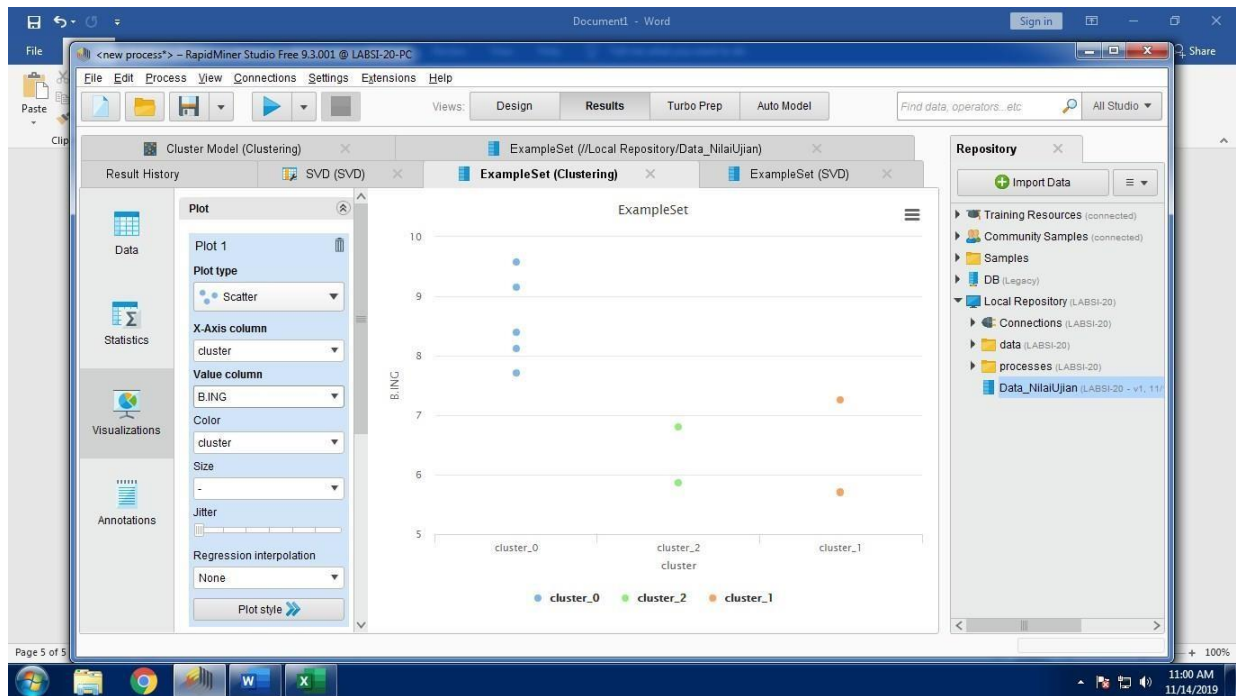 Document1 - Word
Sign in
File
Share
<new process*> – RapidMiner Studio Free 9.3.001 @ LABSI-20-PC
File Edit Process View Connections Settings Extensions Help
Paste
Clip
Views: Design Results Turbo Prep Auto Model
Find data, operators...etc
All Studio
Cluster Model (Clustering)
ExampleSet (//Local Repository/Data_NilaiUjian)
Result History
SVD (SVD)
ExampleSet (Clustering)
ExampleSet (SVD)
Data
Statistics
Visualizations
Annotations
Plot
Plot 1
Plot type
Scatter
X-Axis column
cluster
Value column
B.ING
Color
cluster
Size
-
Jitter
Regression interpolation
None
Plot style
ExampleSet
10
9
8
7
6
5
B.ING
cluster_0 cluster_2 cluster_1
cluster
cluster_0 cluster_2 cluster_1
Repository
Import Data
Training Resources (connected)
Community Samples (connected)
Samples
DB (Legacy)
Local Repository (LABSI-20)
Connections (LABSI-20)
data (LABSI-20)
processes (LABSI-20)
Data_NilaiUjian (LABSI-20 - v1, 11/
Page 5 of 5
100%
11:00 AM
11/14/2019